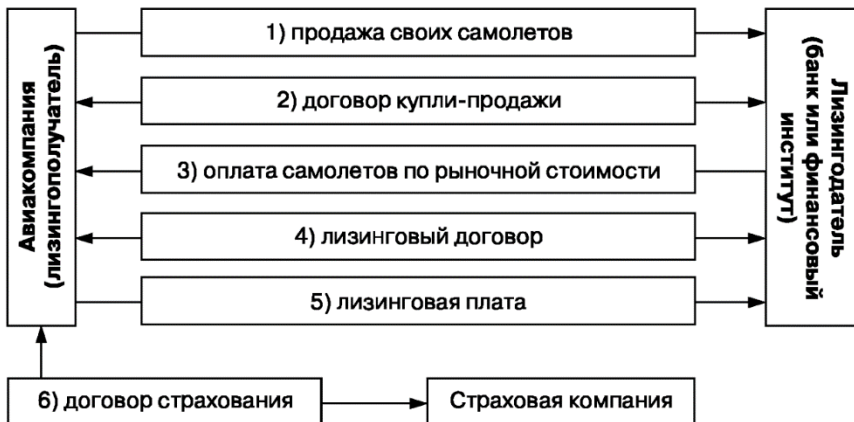 Авиакомпания
(лизингополучатель)
1) продажа своих самолетов
2) договор купли-продажи
3) оплата самолетов по рыночной стоимости
4) лизинговый договор
5) лизинговая плата
Лизингодатель
(банк или финансовый
институт)
6) договор страхования
Страховая компания